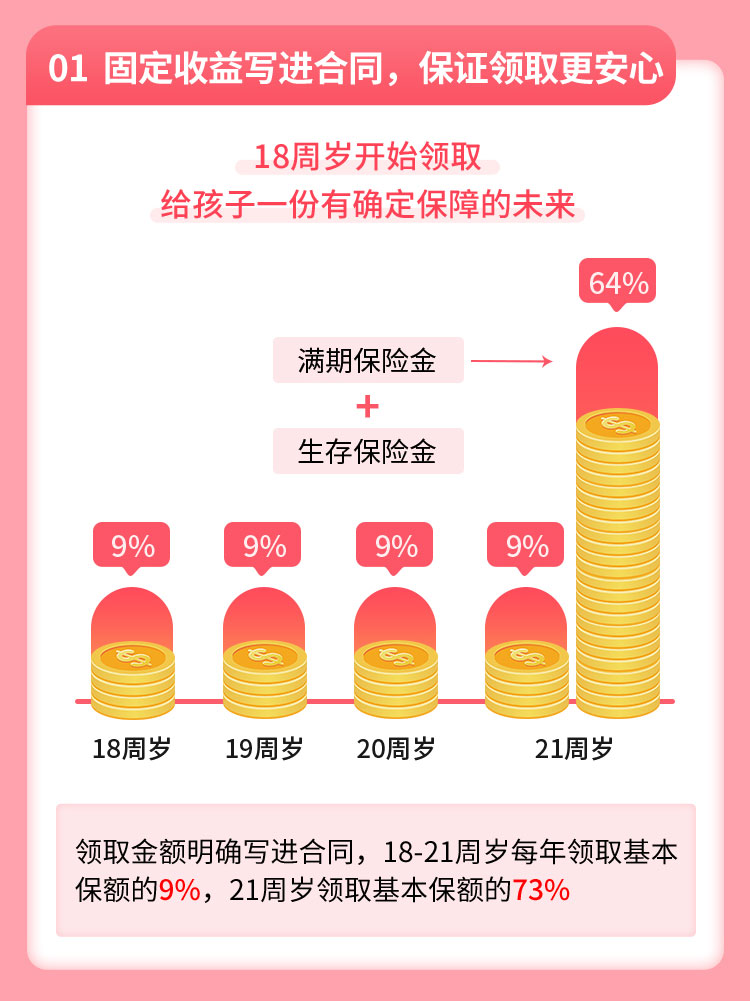 01 固定收益写进合同，保证领取更安心
18周岁开始领取
给孩子一份有确定保障的未来
64%
满期保险金
+
生存保险金
9%
9%
9%
9%
18周岁
19周岁
20周岁
21周岁
领取金额明确写进合同，18-21周岁每年领取基本
保额的9%，21周岁领取基本保额的73%